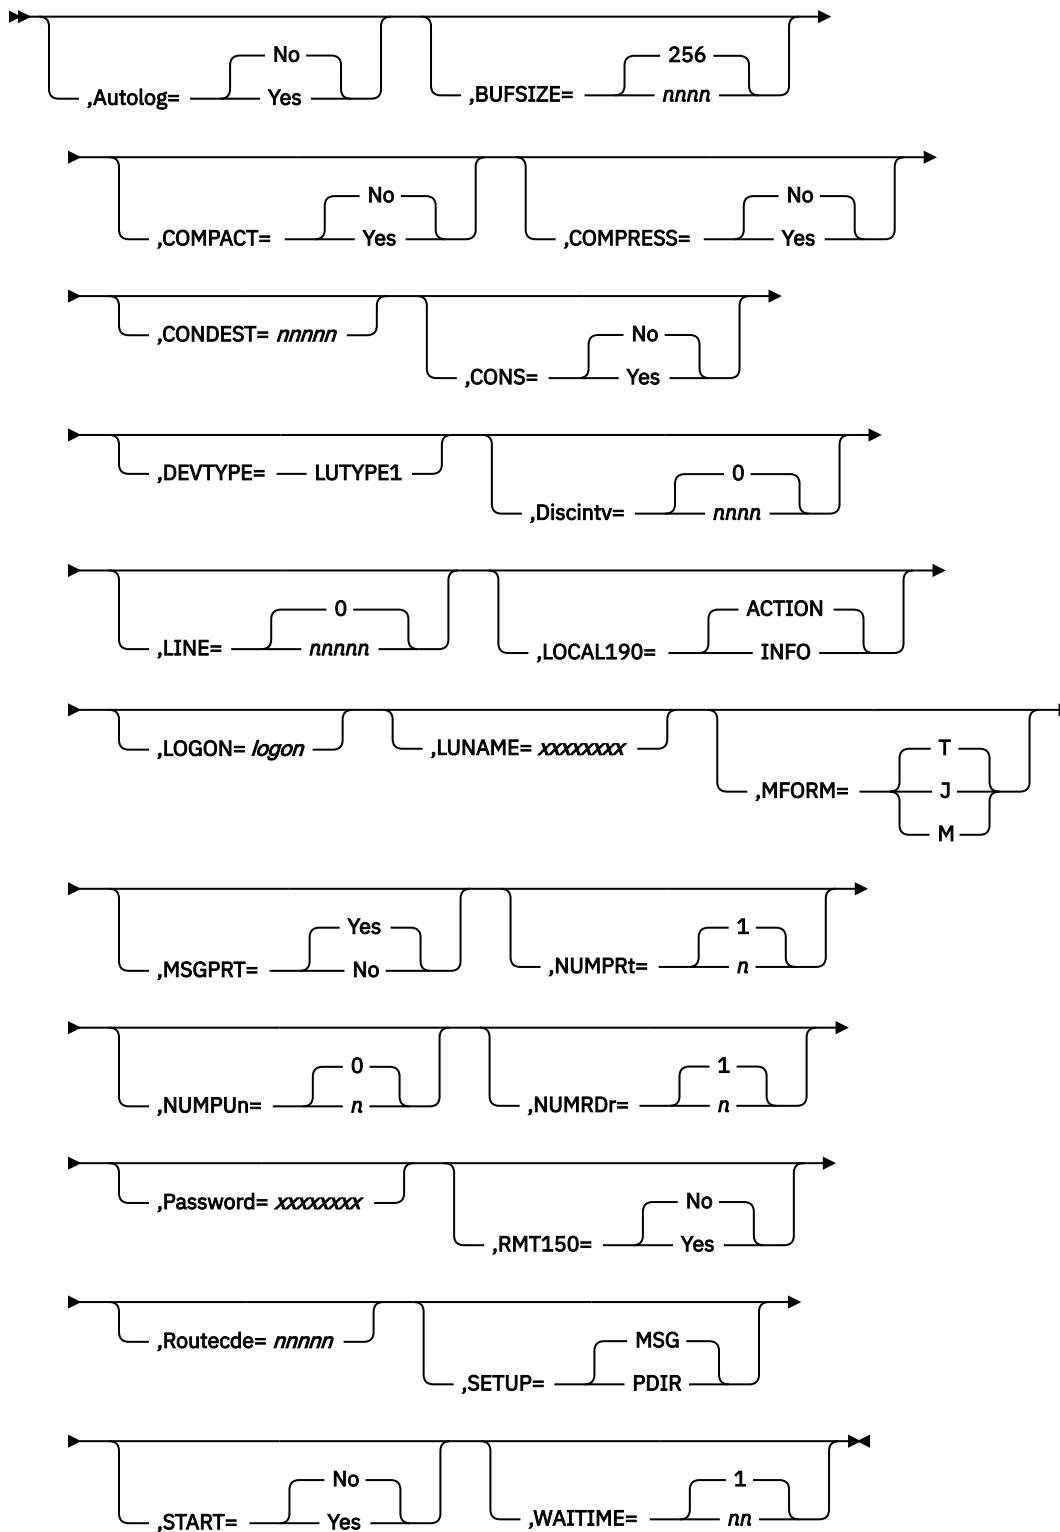 No
,Autolog= Yes
256
,BUFSIZE= nnnn
No
,COMPACT= Yes
No
,COMPRESS= Yes
,CONDEST= nnnnn
No
,CONS= Yes
,DEVTYPE= LUTYPE1
0
,Discintv= nnnn
0
,LINE= nnnnn
ACTION
,LOCAL190= INFO
,LOGON= logon
,LUNAME= xxxxxxxx
T
,MFORM= J
M
Yes
,MSGPRT= No
1
,NUMPRt= n
0
,NUMPUn= n
1
,NUMRDr= n
,Password= xxxxxxxx
No
,RMT150= Yes
,Routecde= nnnnn
MSG
,SETUP= PDIR
No
,START= Yes
1
,WAITIME= nn